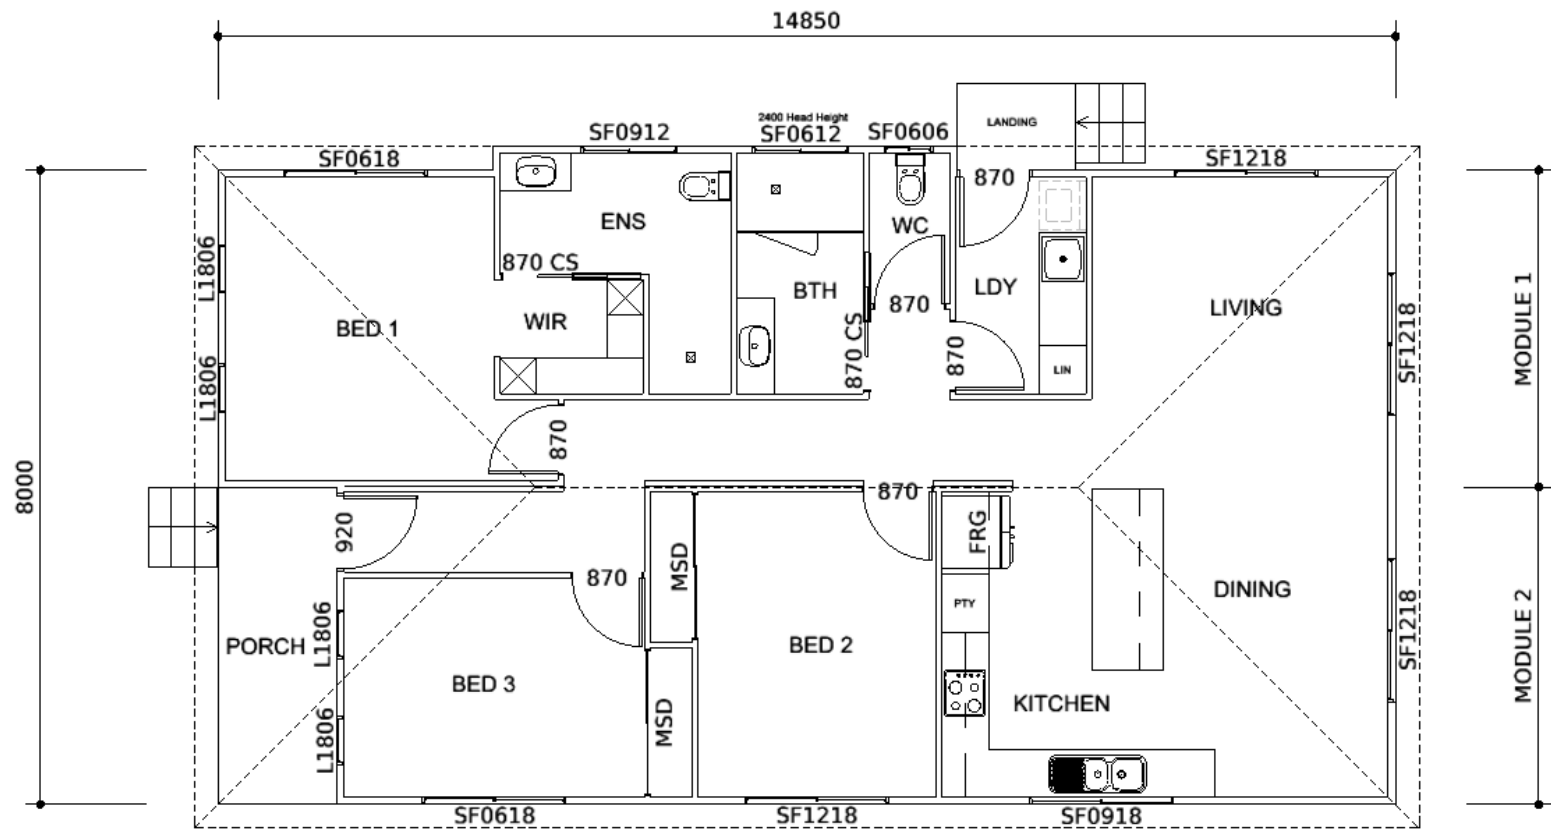 14850
LANDING
2400 Head Height
SF0912
SF0612
SF0606
SF0618
SF1218
870
ENS
WC
L1806
870 CS
LDY
BTH
LIVING
MODULE 1
870
WIR
BED 1
SF1218
870 CS
870
LIN
L1806
870
8000
870
920
FRG
MSD
870
DINING
PTY
MODULE 2
SF1218
L1806
PORCH
BED 2
BED 3
KITCHEN
MSD
L1806
SF0618
SF1218
SF0918